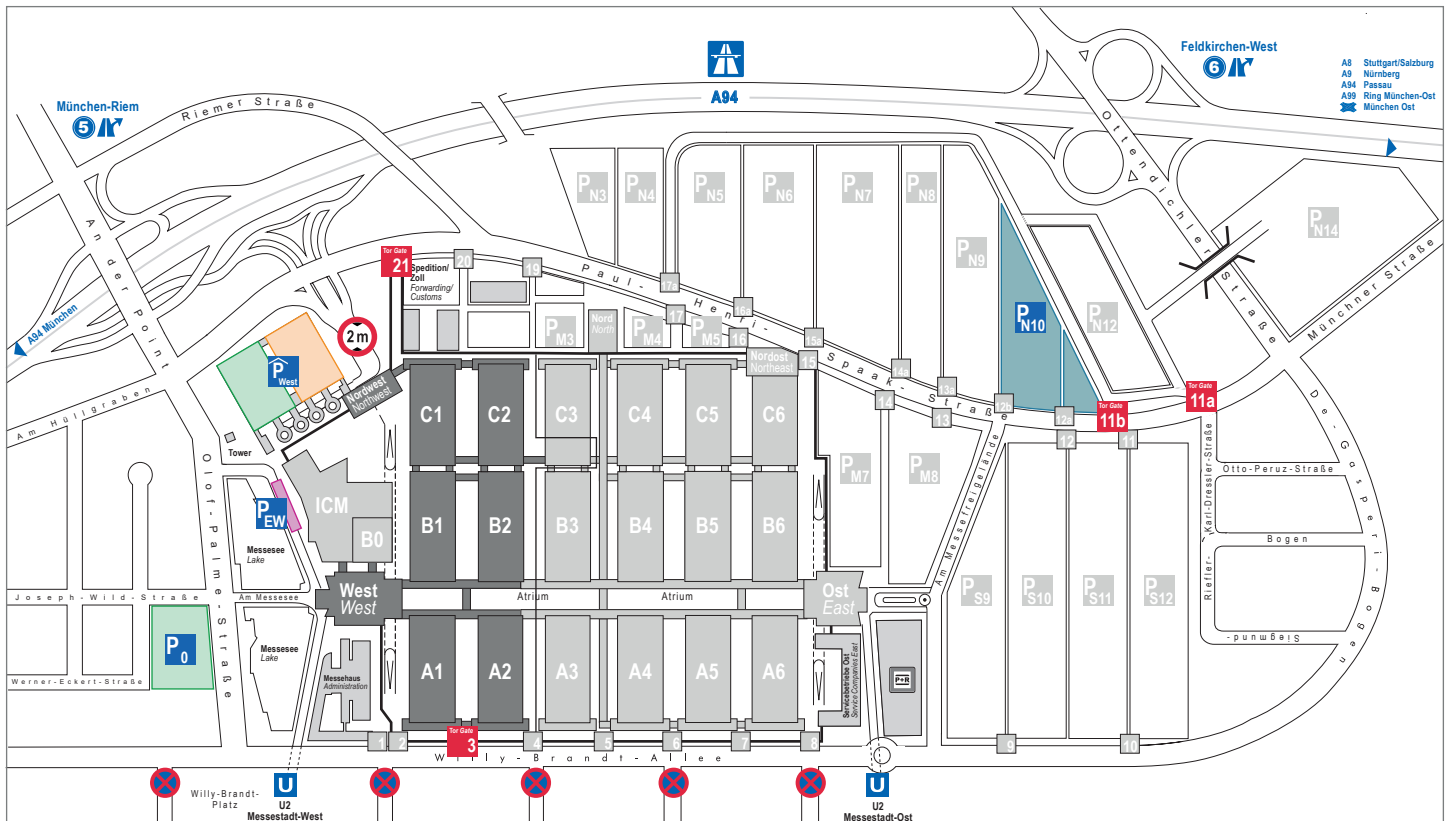 Feldkirchen-West
6
A8 Stuttgart/Salzburg
A9 Nürnberg
A94 Passau
A99 Ring München-Ost
München Ost
A94
München-Riem
5
Riemer Straße
Ottendichler Straße
An der Point
A94 München
Am Hüllgraben
P N3
P N4
P N5
P N6
P N7
P N8
P N9
P N10
P N12
P N14
Münchner Straße
Paul-Henri-Spaak-Straße
Tor Gate
21
20
19
17a
17
16a
16
15a
15
14a
14
13a
13
12b
12a
12
Tor Gate
11b
11
Tor Gate
11a
Spedition/
Zoll
Forwarding/
Customs
2 m
P West
P M3
Nord
North
P M4
P M5
Nordost
Northeast
Nordwest
Northwest
Tower
C1
C2
C3
C4
C5
C6
P M7
P M8
Am Messefreigelände
De-Gasperi-Bogen
Karl-Dressler-Straße
Otto-Peruz-Straße
Bogen
Riefler-
Siegmund-
Olof-Palme-Straße
P EW
ICM
B0
B1
B2
B3
B4
B5
B6
Messesee
Lake
Joseph-Wild-Straße
Am Messesee
West
West
Atrium
Atrium
Ost
East
P S9
P S10
P S11
P S12
P 0
Messesee
Lake
Werner-Eckert-Straße
Messehaus
Administration
A1
A2
A3
A4
A5
A6
Servicebetriebe Ost
Service Companies East
P+R
1
2
Tor Gate
3
4
5
6
7
8
9
10
Willy-Brandt-Allee
Willy-Brandt-
Platz
U
U2
Messestadt-West
U
U2
Messestadt-Ost